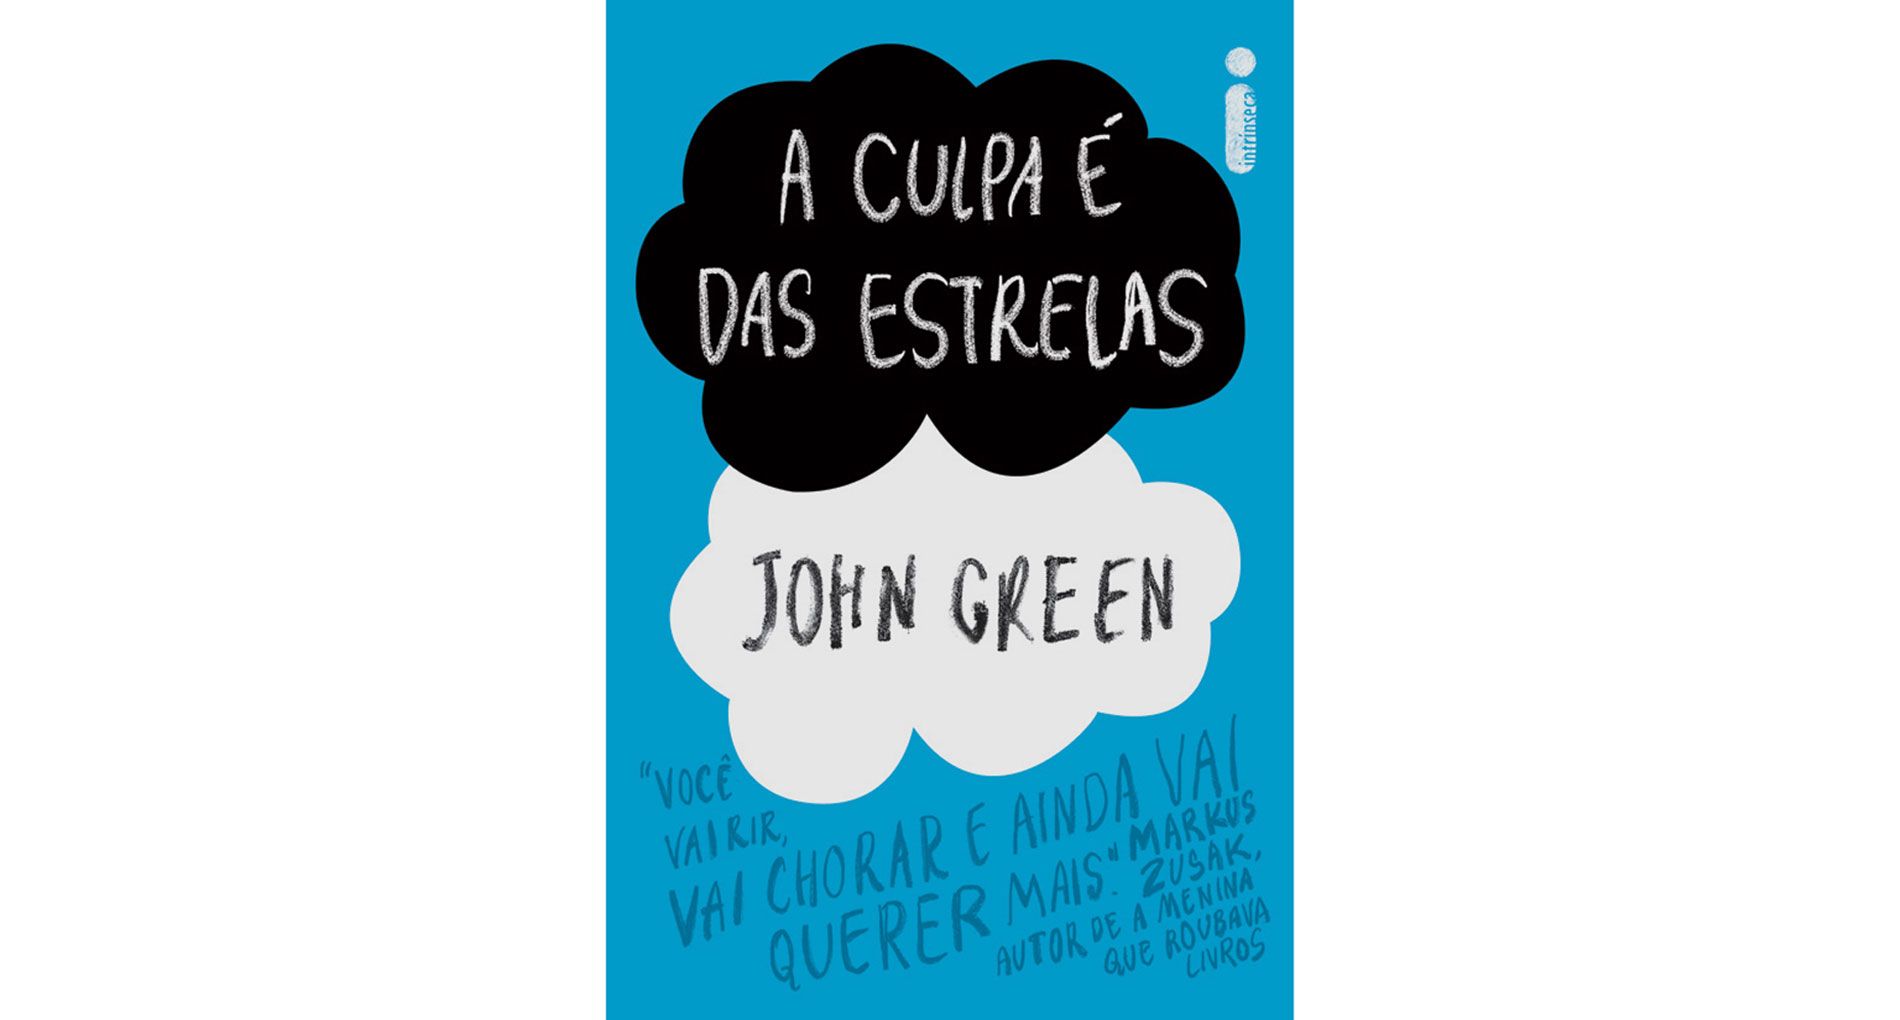 intrínseca
A CULPA É
DAS ESTRELAS
JOHN GREEN
"VOCÊ
VAI RIR,
VAI CHORAR E AINDA VAI
QUERER MAIS." MARKUS
ZUSAK,
AUTOR DE A MENINA
QUE ROUBAVA
LIVROS